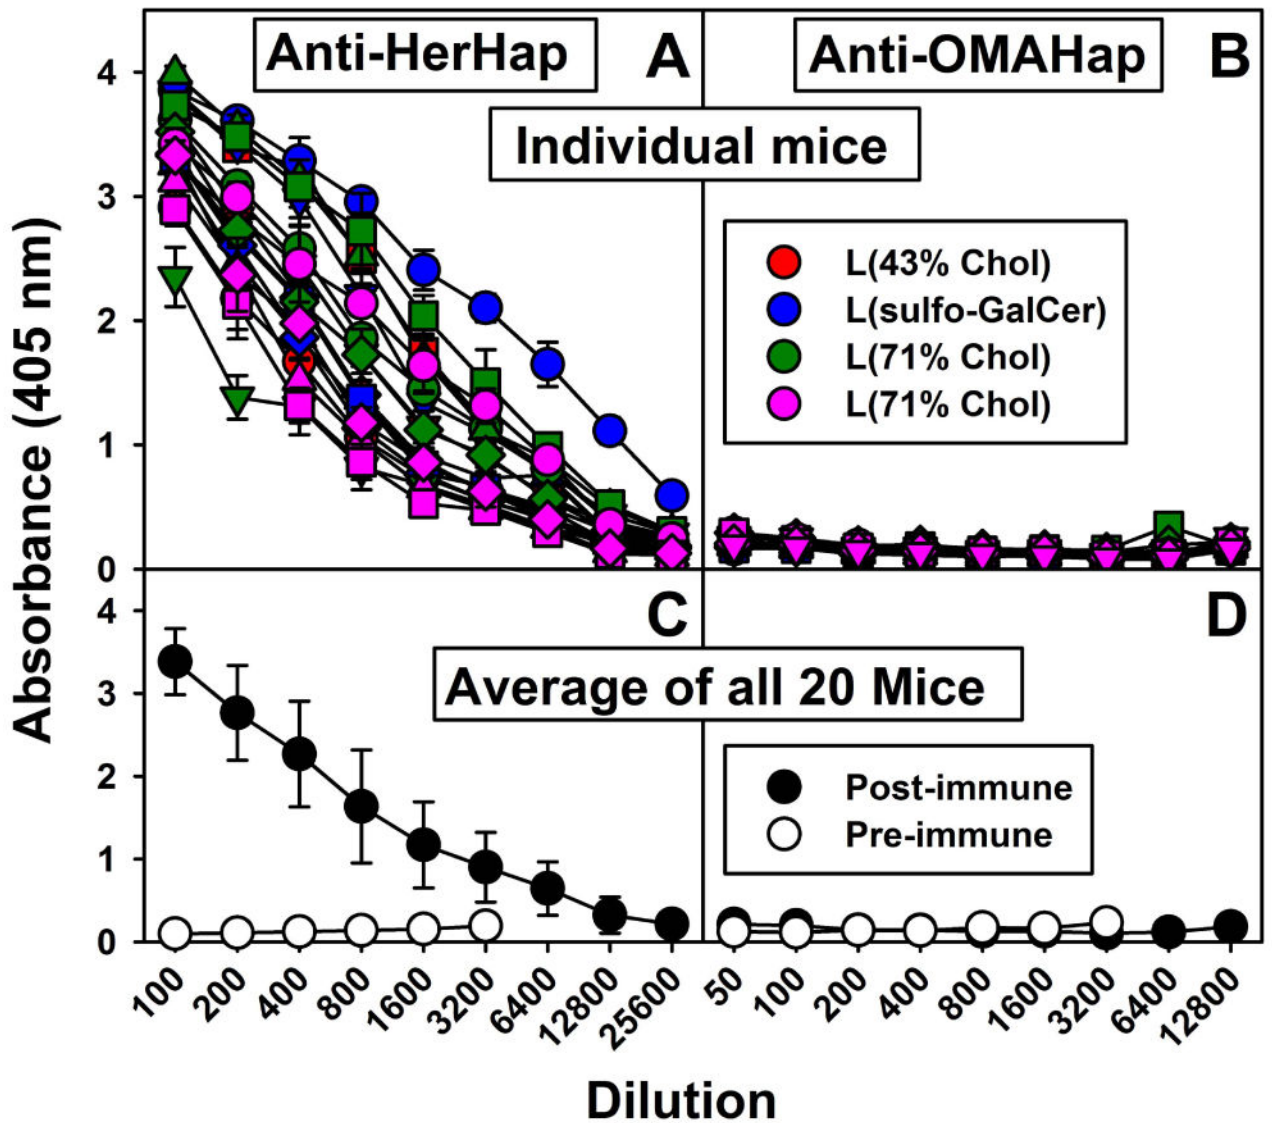 Anti-HerHap
A
Anti-OMAHap
B
Individual mice
L(43% Chol)
L(sulfo-GalCer)
L(71% Chol)
L(71% Chol)
4
3
2
1
0
Absorbance (405 nm)
C
D
Average of all 20 Mice
Post-immune
Pre-immune
4
3
2
1
0
100 200 400 800 1600 3200 6400 12800 25600
50 100 200 400 800 1600 3200 6400 12800
Dilution